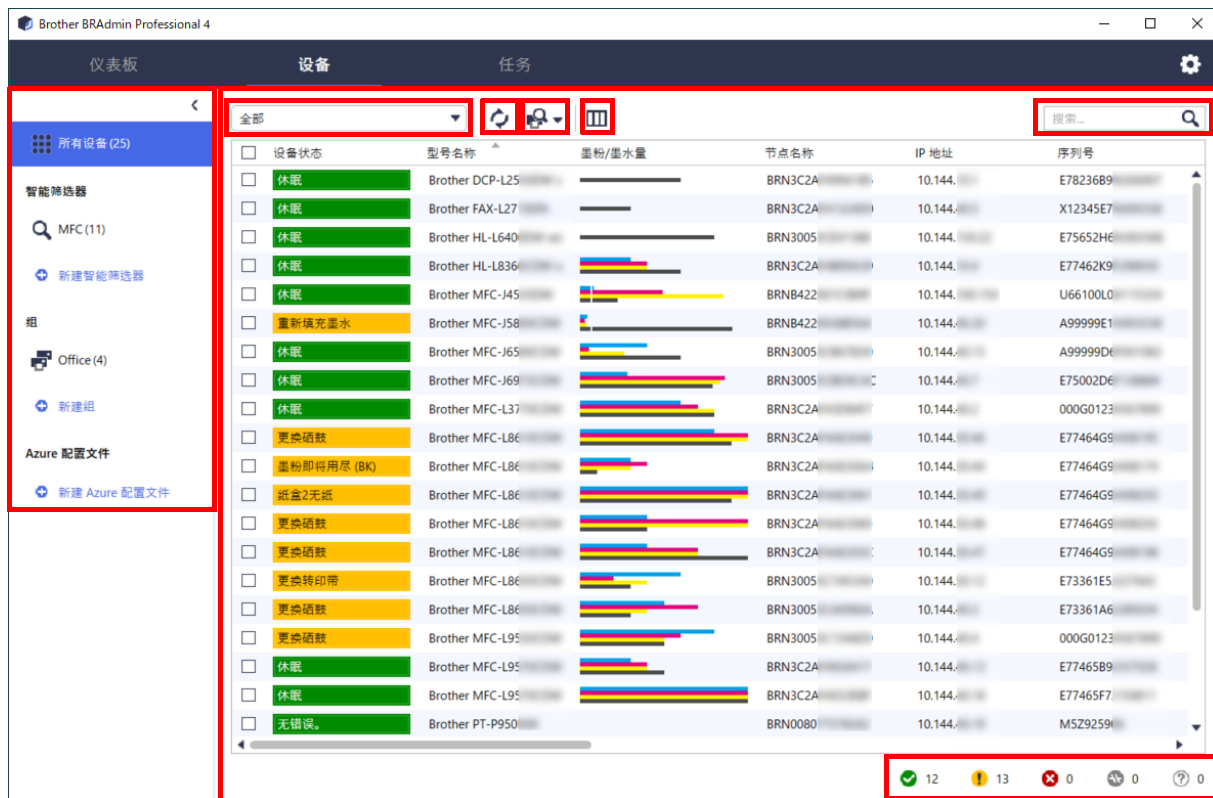 Brother BRAdmin Professional 4
仪表板 设备 任务
所有设备 (25)
智能筛选器
MFC (11)
新建智能筛选器
组
Office (4)
新建组
Azure 配置文件
新建 Azure 配置文件
全部 搜索...
设备状态 型号名称 墨粉/墨水量 节点名称 IP 地址 序列号
休眠 Brother DCP-L25 BRN3C2A 10.144. E78236B9
休眠 Brother FAX-L27 BRN3C2A 10.144. X12345E7
休眠 Brother HL-L640 BRN3005 10.144. E75652H6
休眠 Brother HL-L836 BRN3C2A 10.144. E77462K9
休眠 Brother MFC-J45 BRNB422 10.144. U66100L0
重新填充墨水 Brother MFC-J58 BRNB422 10.144. A99999E1
休眠 Brother MFC-J65 BRN3005 10.144. A99999D6
休眠 Brother MFC-J69 BRN3005 10.144. E75002D6
休眠 Brother MFC-L37 BRN3C2A 10.144. 000G0123
更换硒鼓 Brother MFC-L86 BRN3C2A 10.144. E77464G9
墨粉即将用尽 (BK) Brother MFC-L86 BRN3C2A 10.144. E77464G9
纸盒2无纸 Brother MFC-L86 BRN3C2A 10.144. E77464G9
更换硒鼓 Brother MFC-L86 BRN3C2A 10.144. E77464G9
更换硒鼓 Brother MFC-L86 BRN3C2A 10.144. E77464G9
更换转印带 Brother MFC-L86 BRN3005 10.144. E73361E5
更换硒鼓 Brother MFC-L86 BRN3005 10.144. E73361A6
更换硒鼓 Brother MFC-L95 BRN3005 10.144. 000G0123
休眠 Brother MFC-L95 BRN3C2A 10.144. E77465B9
休眠 Brother MFC-L95 BRN3C2A 10.144. E77465F7
无错误。 Brother PT-P950 BRN0080 10.144. M5Z9259
12 13 0 0 0